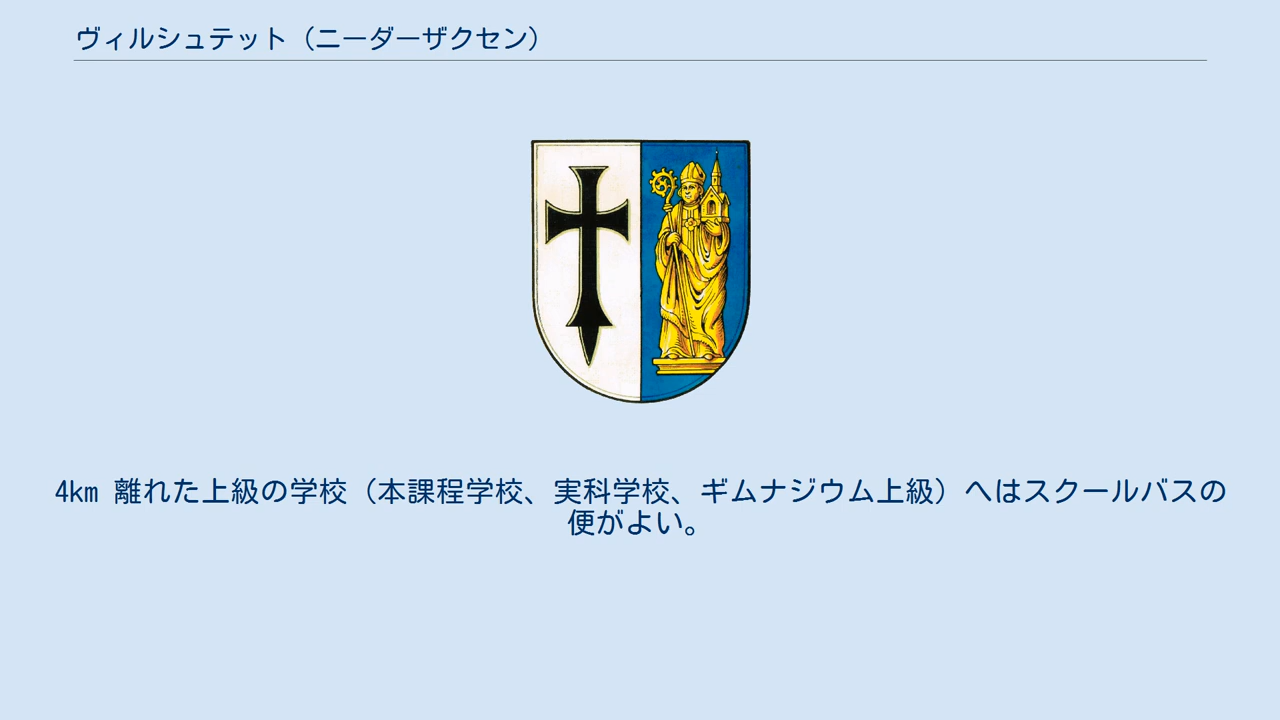 ヴィルシュテット（ニーダーザクセン）
4km 離れた上級の学校（本課程学校、実科学校、ギムナジウム上級）へはスクールバスの
便がよい。